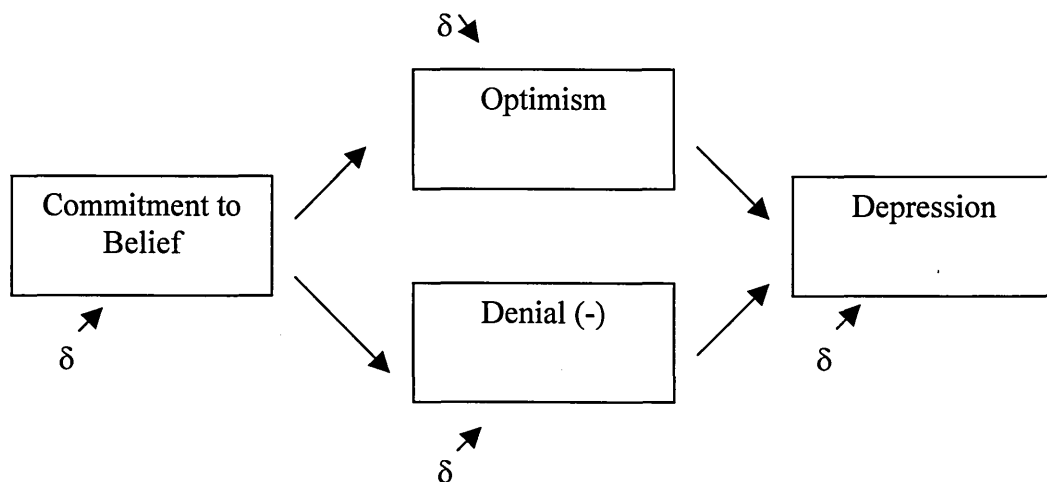 δ
Optimism
Commitment to
Belief
Depression
Denial (-)
δ
δ
δ